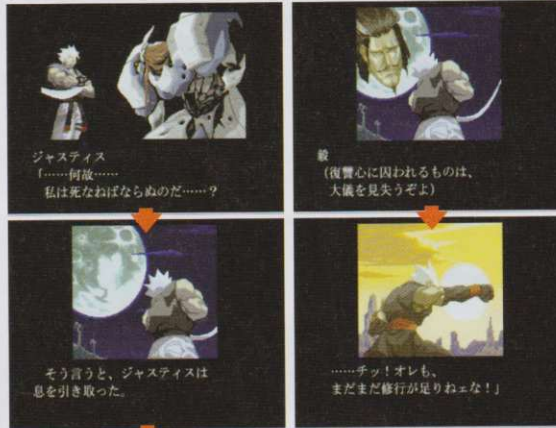 ジャスティス
「……何故……
私は死なねばならぬのだ……？
そう言うと、ジャスティスは
息を引き取った。
毅
(復讐心に囚われるものは、
大儀を見失うぞよ)
……チッ！オレも、
まだまだ修行が足りねェな！」